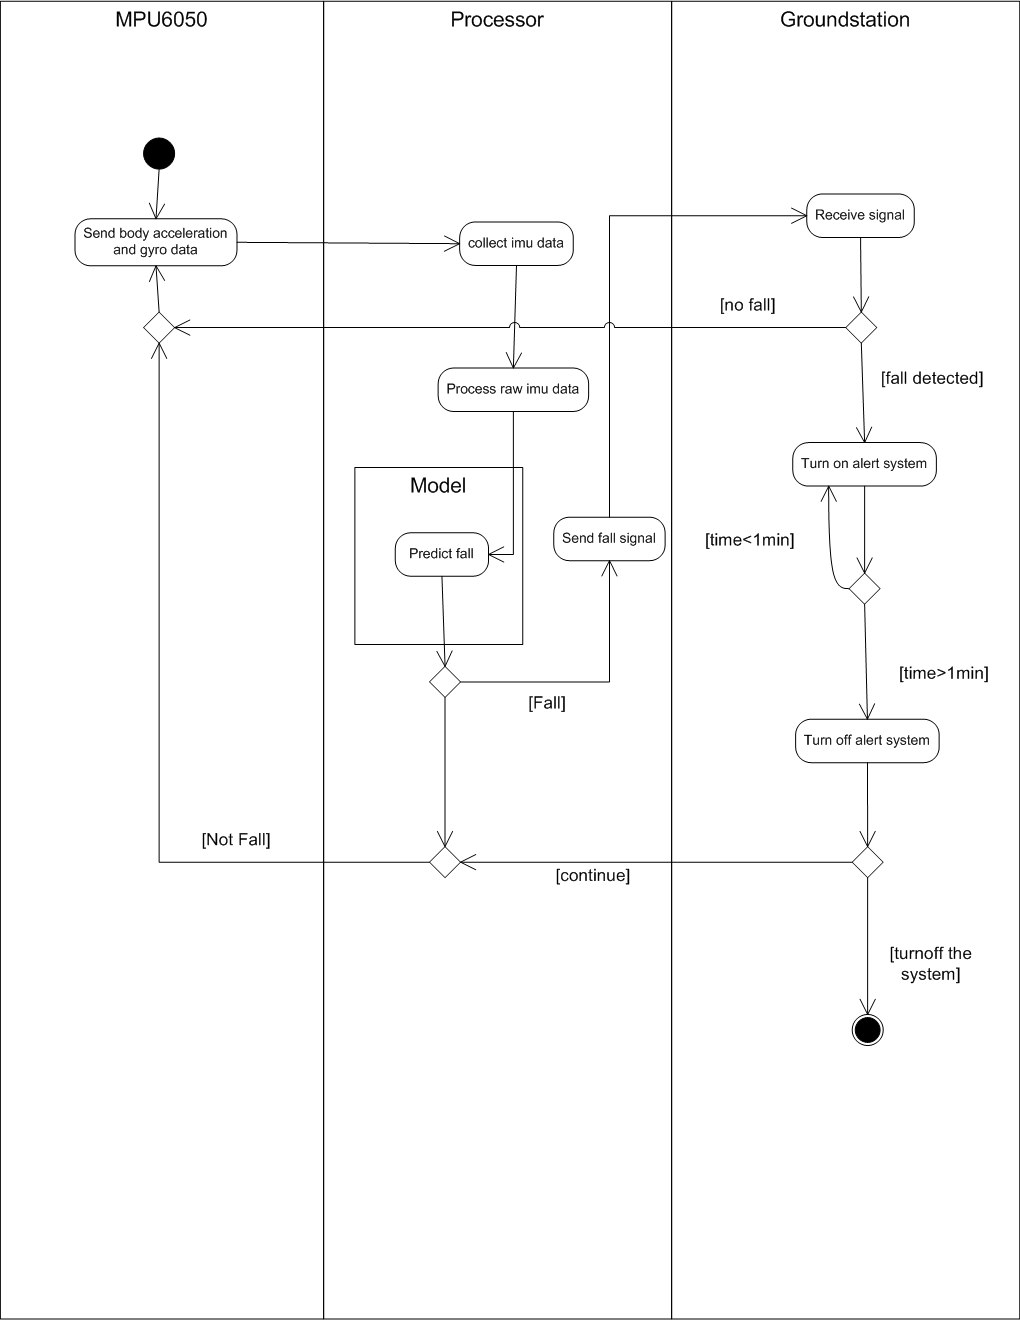 MPU6050
Processor
Groundstation
Send body acceleration
and gyro data
collect imu data
Receive signal
[no fall]
[fall detected]
Process raw imu data
Turn on alert system
Model
[time<1min]
Send fall signal
Predict fall
[time>1min]
[Fall]
Turn off alert system
[Not Fall]
[continue]
[turnoff the
system]